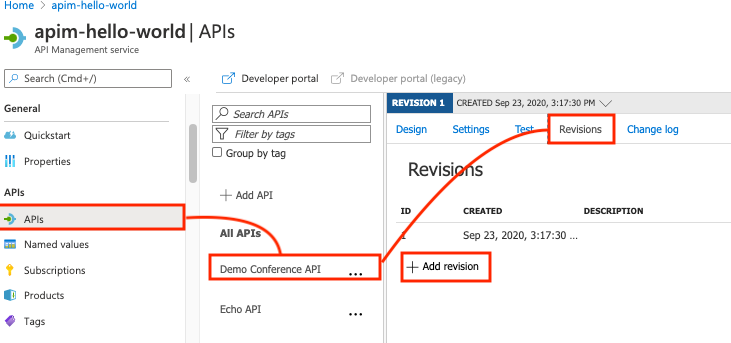 Home > apim-hello-world
apim-hello-world | APIs
API Management service
Search (Cmd+/)
«
Developer portal
Developer portal (legacy)
General
Quickstart
Properties
APIs
APIs
Named values
Subscriptions
Products
Tags
Search APIs
Filter by tags
Group by tag
+ Add API
All APIs
Demo Conference API ...
Echo API ...
REVISION 1 CREATED Sep 23, 2020, 3:17:30 PM
Design Settings Test Revisions Change log
Revisions
ID CREATED DESCRIPTION
1 Sep 23, 2020, 3:17:30 ...
+ Add revision